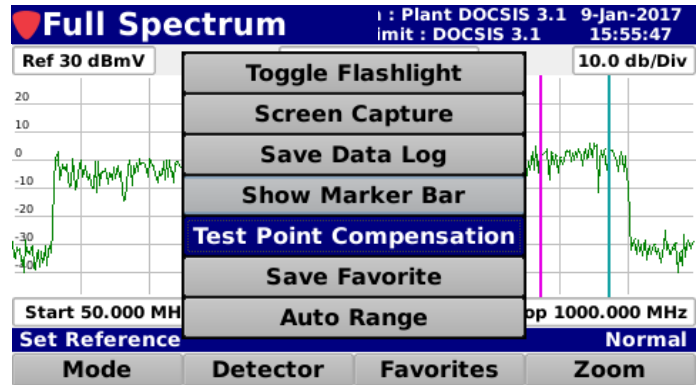 Full Spectrum
: Plant DOCSIS 3.1 9-Jan-2017
imit : DOCSIS 3.1 15:55:47
Ref 30 dBmV
10.0 db/Div
Toggle Flashlight
Screen Capture
Save Data Log
Show Marker Bar
Test Point Compensation
Save Favorite
Auto Range
20
10
0
-10
-20
-30
-40
Start 50.000 MH
op 1000.000 MHz
Set Reference
Normal
Mode Detector Favorites Zoom